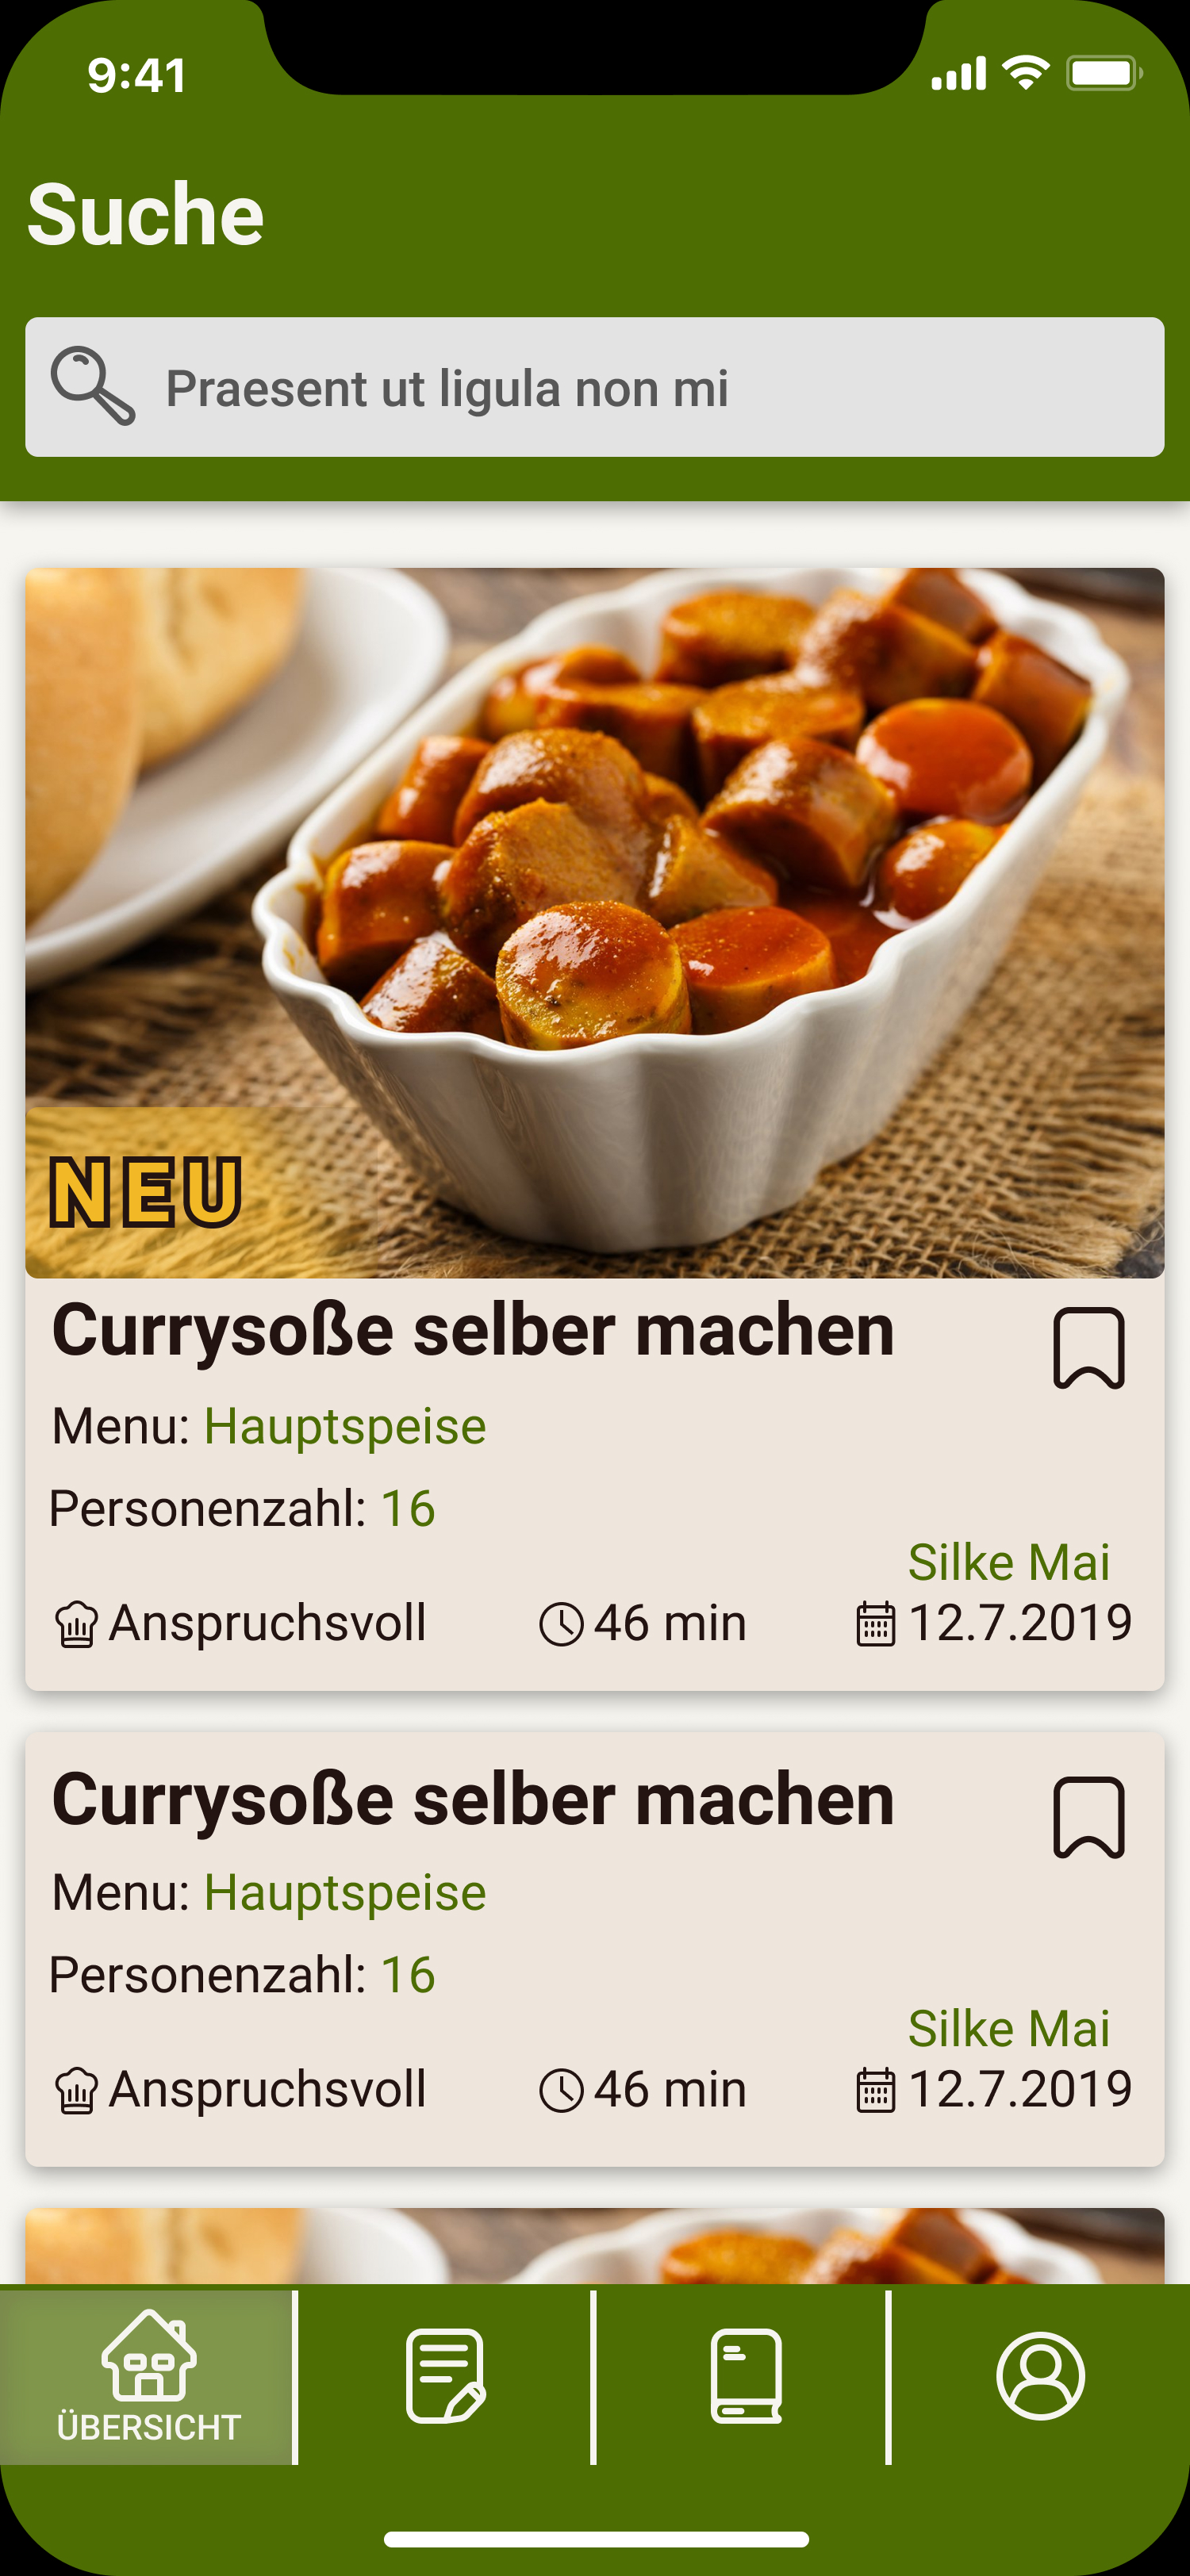 9:41
Suche
Praesent ut ligula non mi
NEU
Currysoße selber machen
Menu: Hauptspeise
Personenzahl: 16
Silke Mai
Anspruchsvoll 46 min 12.7.2019
Currysoße selber machen
Menu: Hauptspeise
Personenzahl: 16
Silke Mai
Anspruchsvoll 46 min 12.7.2019
ÜBERSICHT